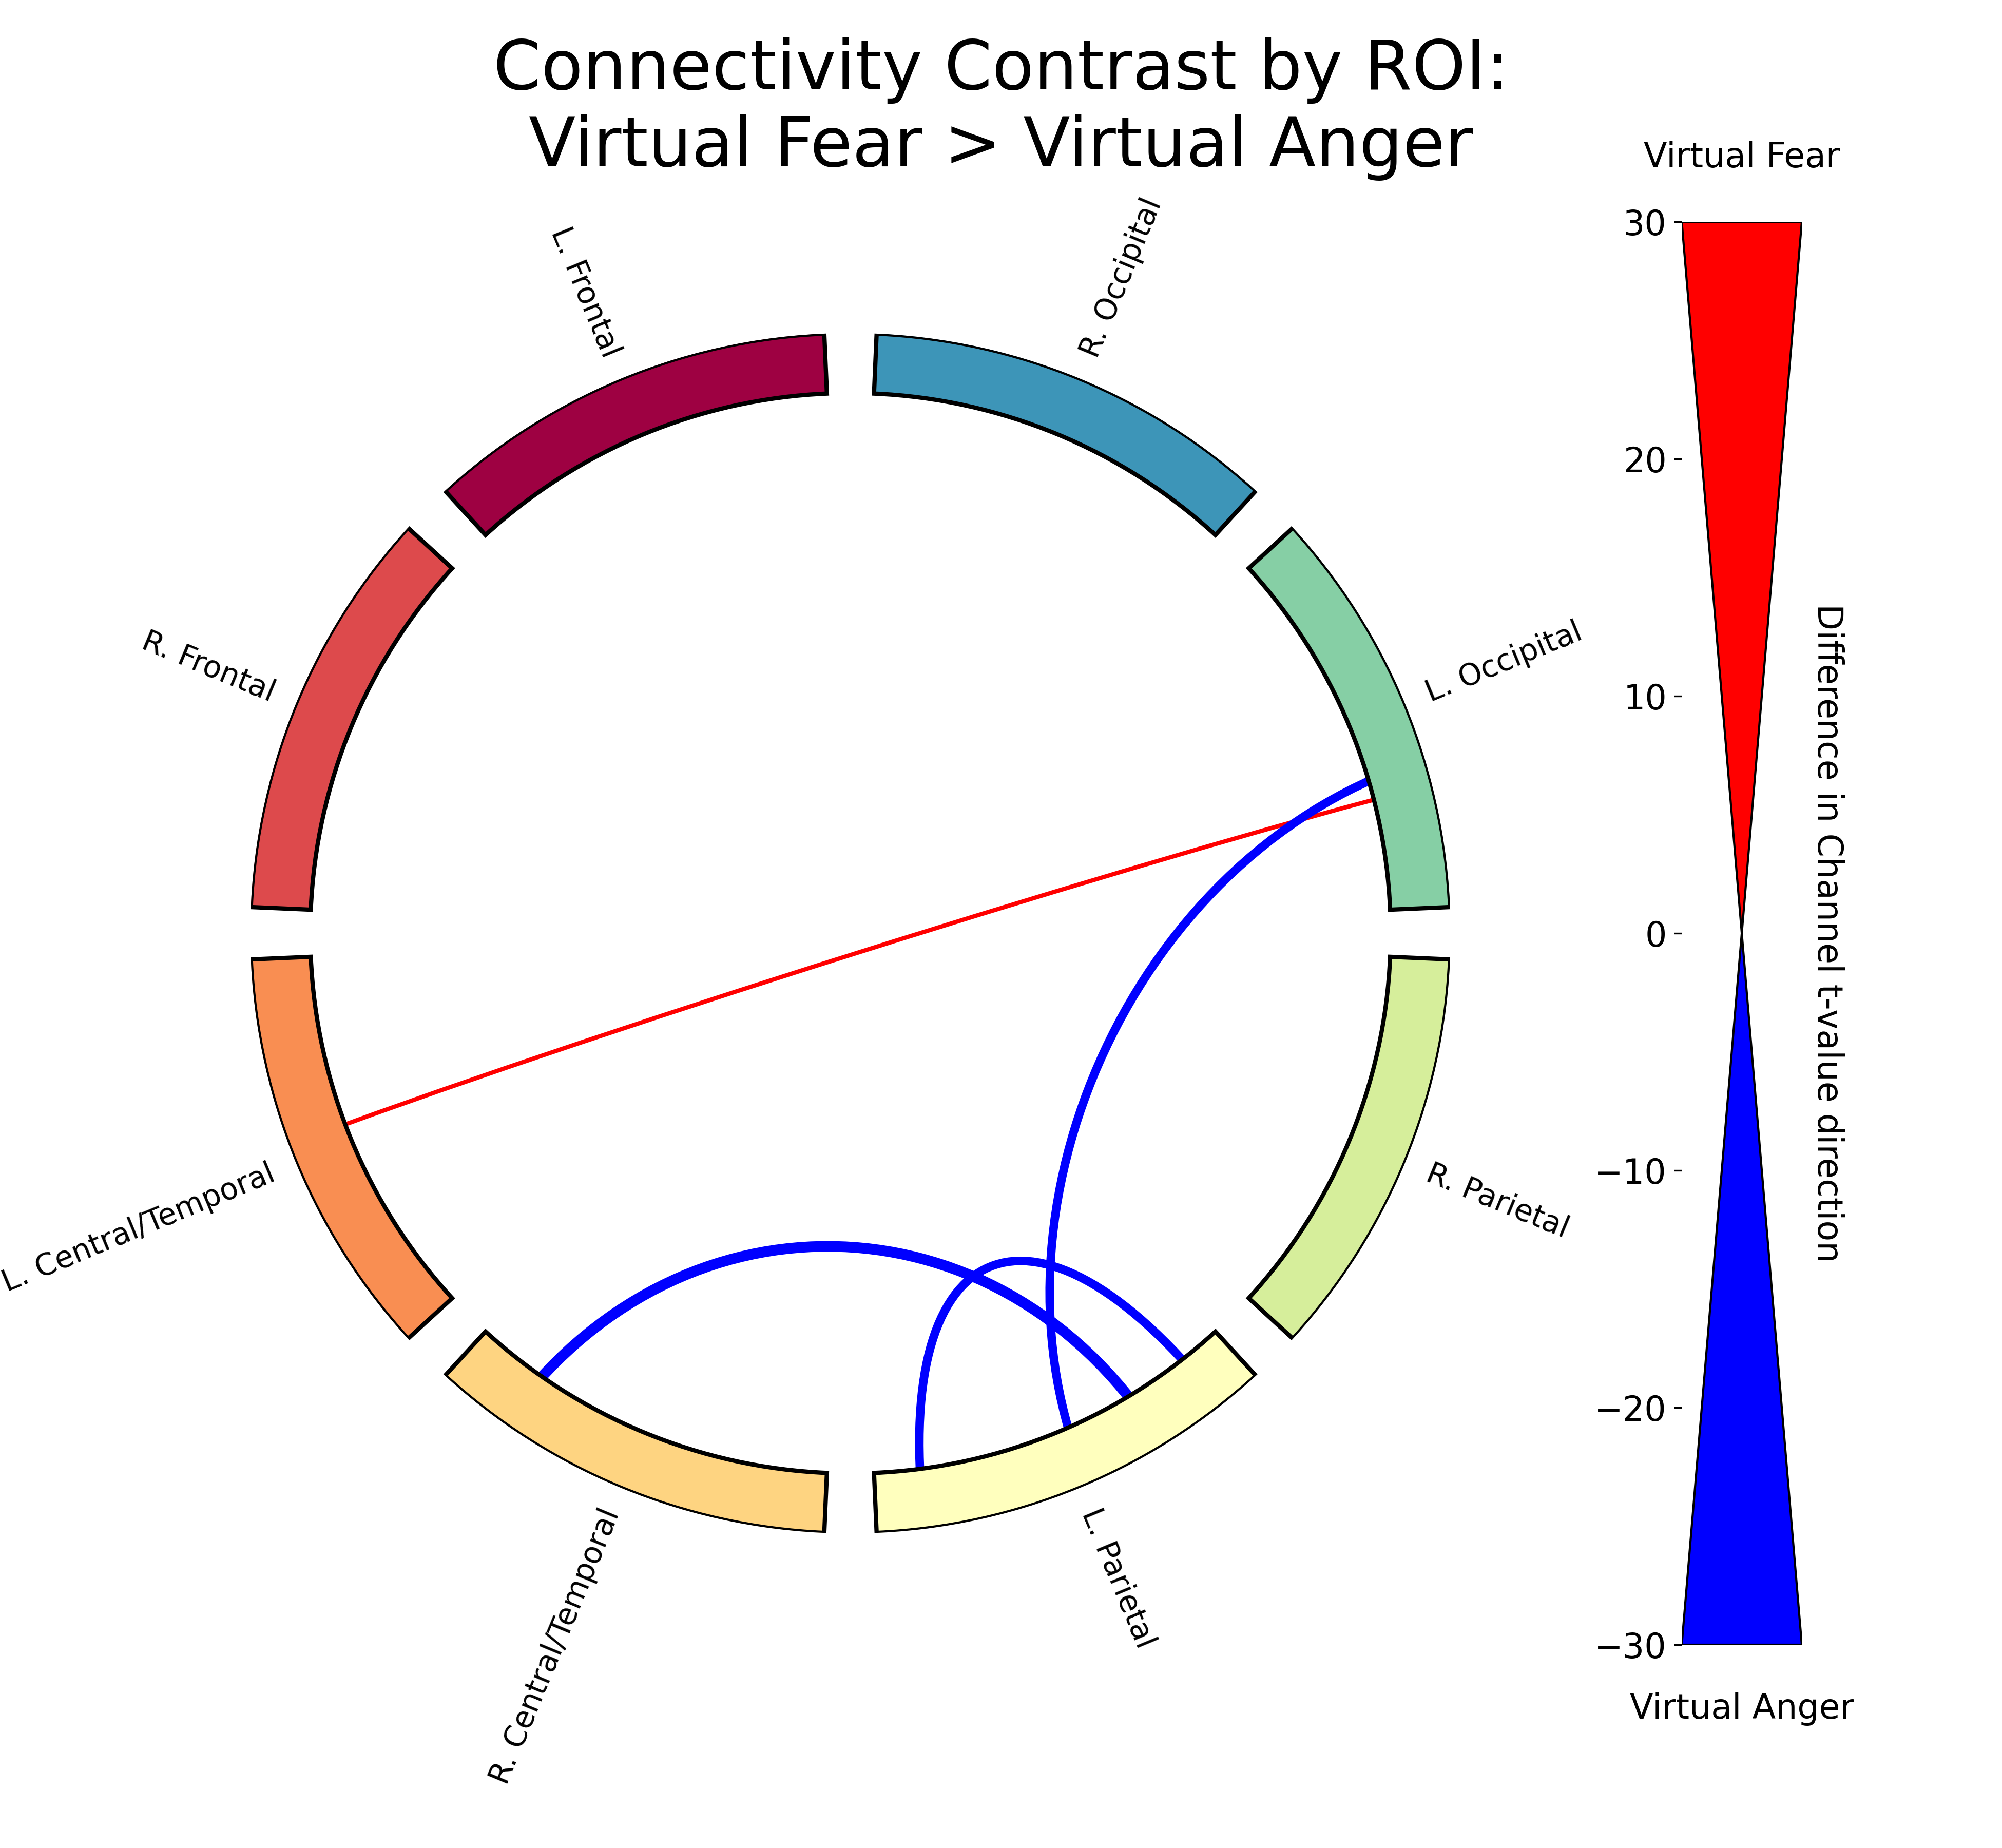 Connectivity Contrast by ROI:
Virtual Fear > Virtual Anger
Virtual Fear
L. Frontal
R. Occipital
R. Frontal
L. Occipital
L. Central/Temporal
R. Parietal
R. Central/Temporal
L. Parietal
30
20
10
0
−10
−20
−30
Difference in Channel t-value direction
Virtual Anger